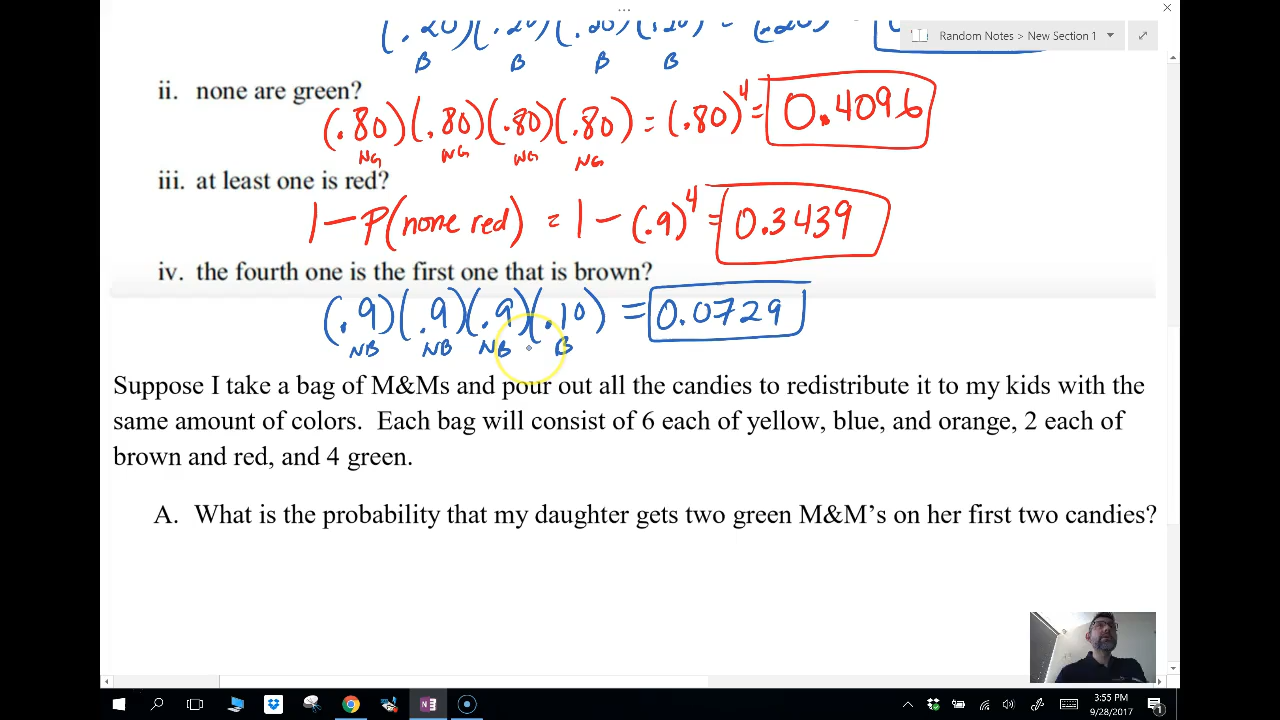 (.20)(.20)(.20)(.20) = (.20)
B B B B
Random Notes > New Section 1
ii. none are green?
(.80)(.80)(.80)(.80) = (.80)^4 = 0.4096
NG NG NG NG
iii. at least one is red?
1 – P(none red) = 1 – (.9)^4 = 0.3439
iv. the fourth one is the first one that is brown?
(.9)(.9)(.9)(.10) = 0.0729
NB NB NB B
Suppose I take a bag of M&Ms and pour out all the candies to redistribute it to my kids with the
same amount of colors. Each bag will consist of 6 each of yellow, blue, and orange, 2 each of
brown and red, and 4 green.
A. What is the probability that my daughter gets two green M&M’s on her first two candies?
3:55 PM
9/28/2017